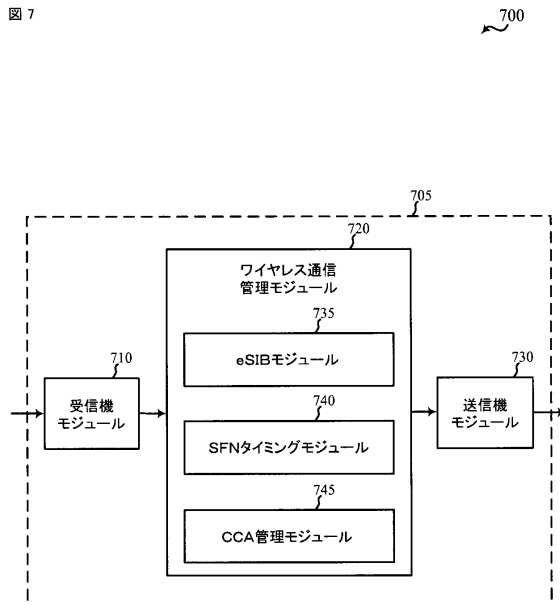 図 7
700
705
720
ワイヤレス通信
管理モジュール
735
eSIBモジュール
710
受信機
モジュール
740
SFNタイミングモジュール
730
送信機
モジュール
745
CCA管理モジュール